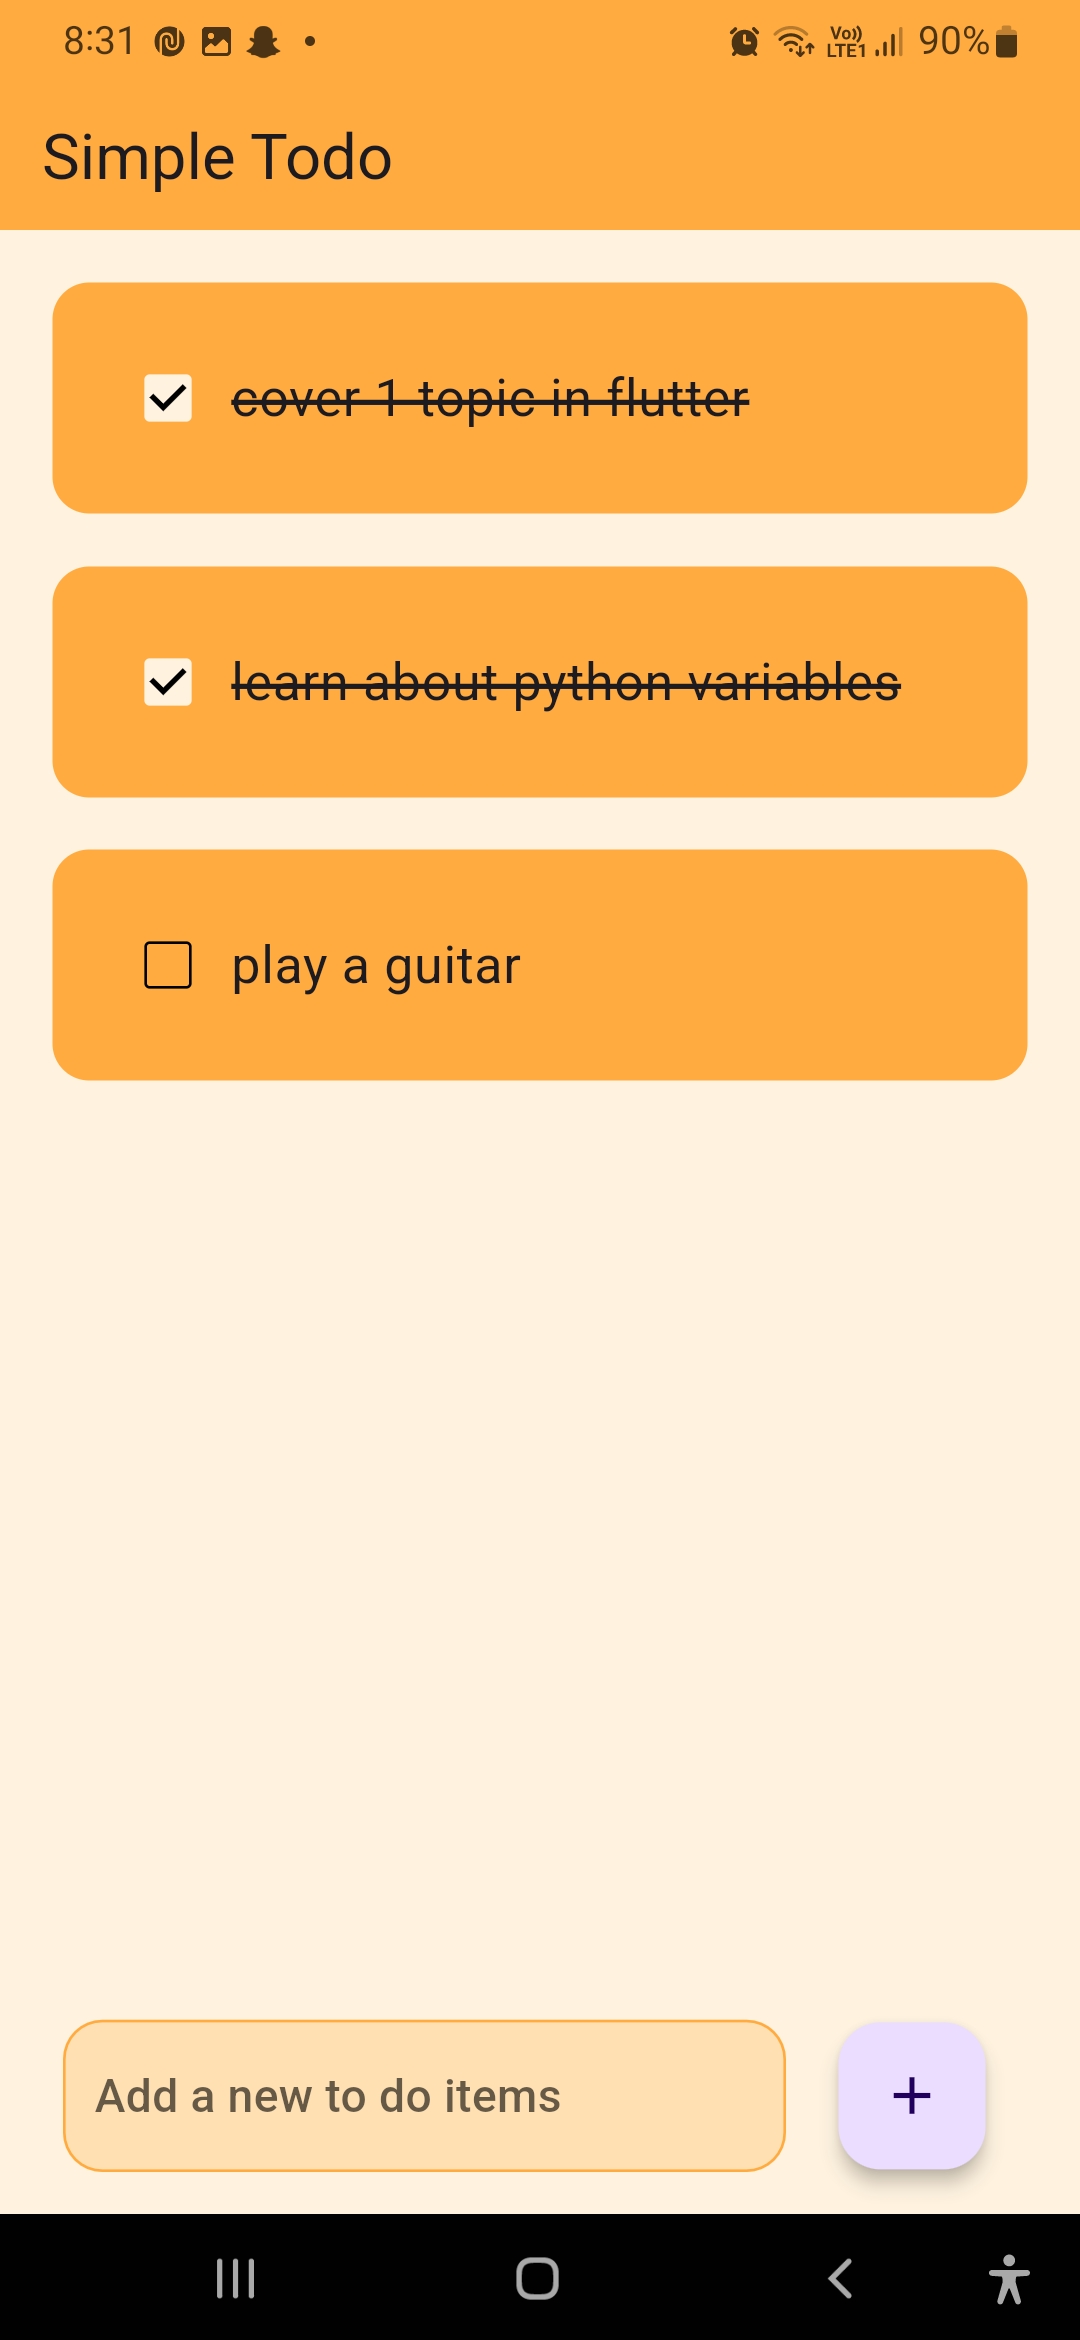 8:31 Vo)) LTE1 90%
Simple Todo
cover 1 topic in flutter
learn about python variables
play a guitar
Add a new to do items